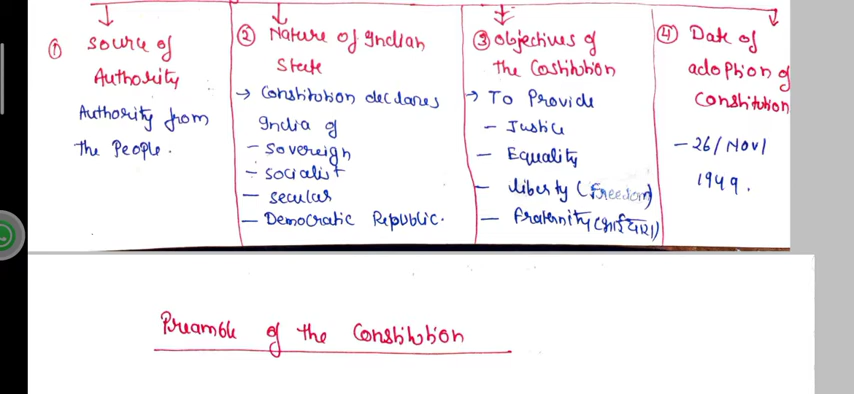 ① Source of
Authority
Authority from
the People.
② Nature of Indian
State
→ Constitution declares
India of
- Sovereign
- Socialist
- Secular
- Democratic Republic.
③ Objectives of
the Costitution
→ To Provide
- Justice
- Equality
- liberty (Freedom)
- fraternity (भाईचारा)
④ Date of
adoption of
Constitution
- 26/Nov/
1949.
Preamble of the Constitution